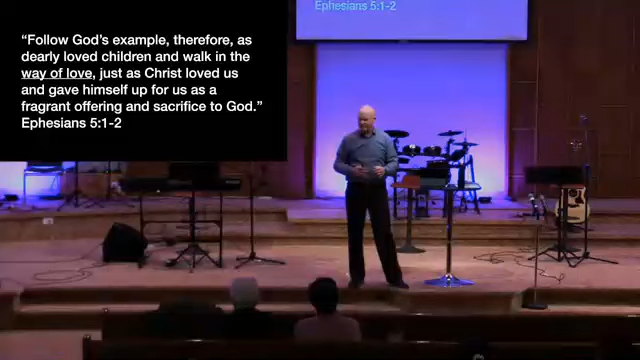 Ephesians 5:1-2
“Follow God’s example, therefore, as
dearly loved children and walk in the
way of love, just as Christ loved us
and gave himself up for us as a
fragrant offering and sacrifice to God.”
Ephesians 5:1-2